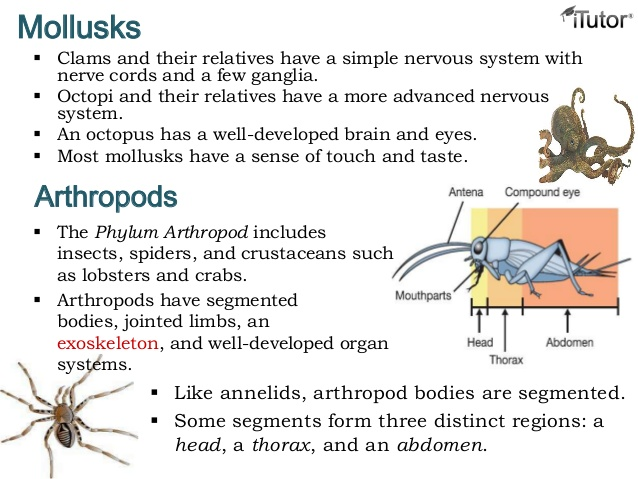 Mollusks
iTutor
▪ Clams and their relatives have a simple nervous system with
nerve cords and a few ganglia.
▪ Octopi and their relatives have a more advanced nervous
system.
▪ An octopus has a well-developed brain and eyes.
▪ Most mollusks have a sense of touch and taste.
Arthropods
▪ The Phylum Arthropod includes
insects, spiders, and crustaceans such
as lobsters and crabs.
▪ Arthropods have segmented
bodies, jointed limbs, an
exoskeleton, and well-developed organ
systems.
Antena
Compound eye
Mouthparts
Head
Thorax
Abdomen
▪ Like annelids, arthropod bodies are segmented.
▪ Some segments form three distinct regions: a
head, a thorax, and an abdomen.